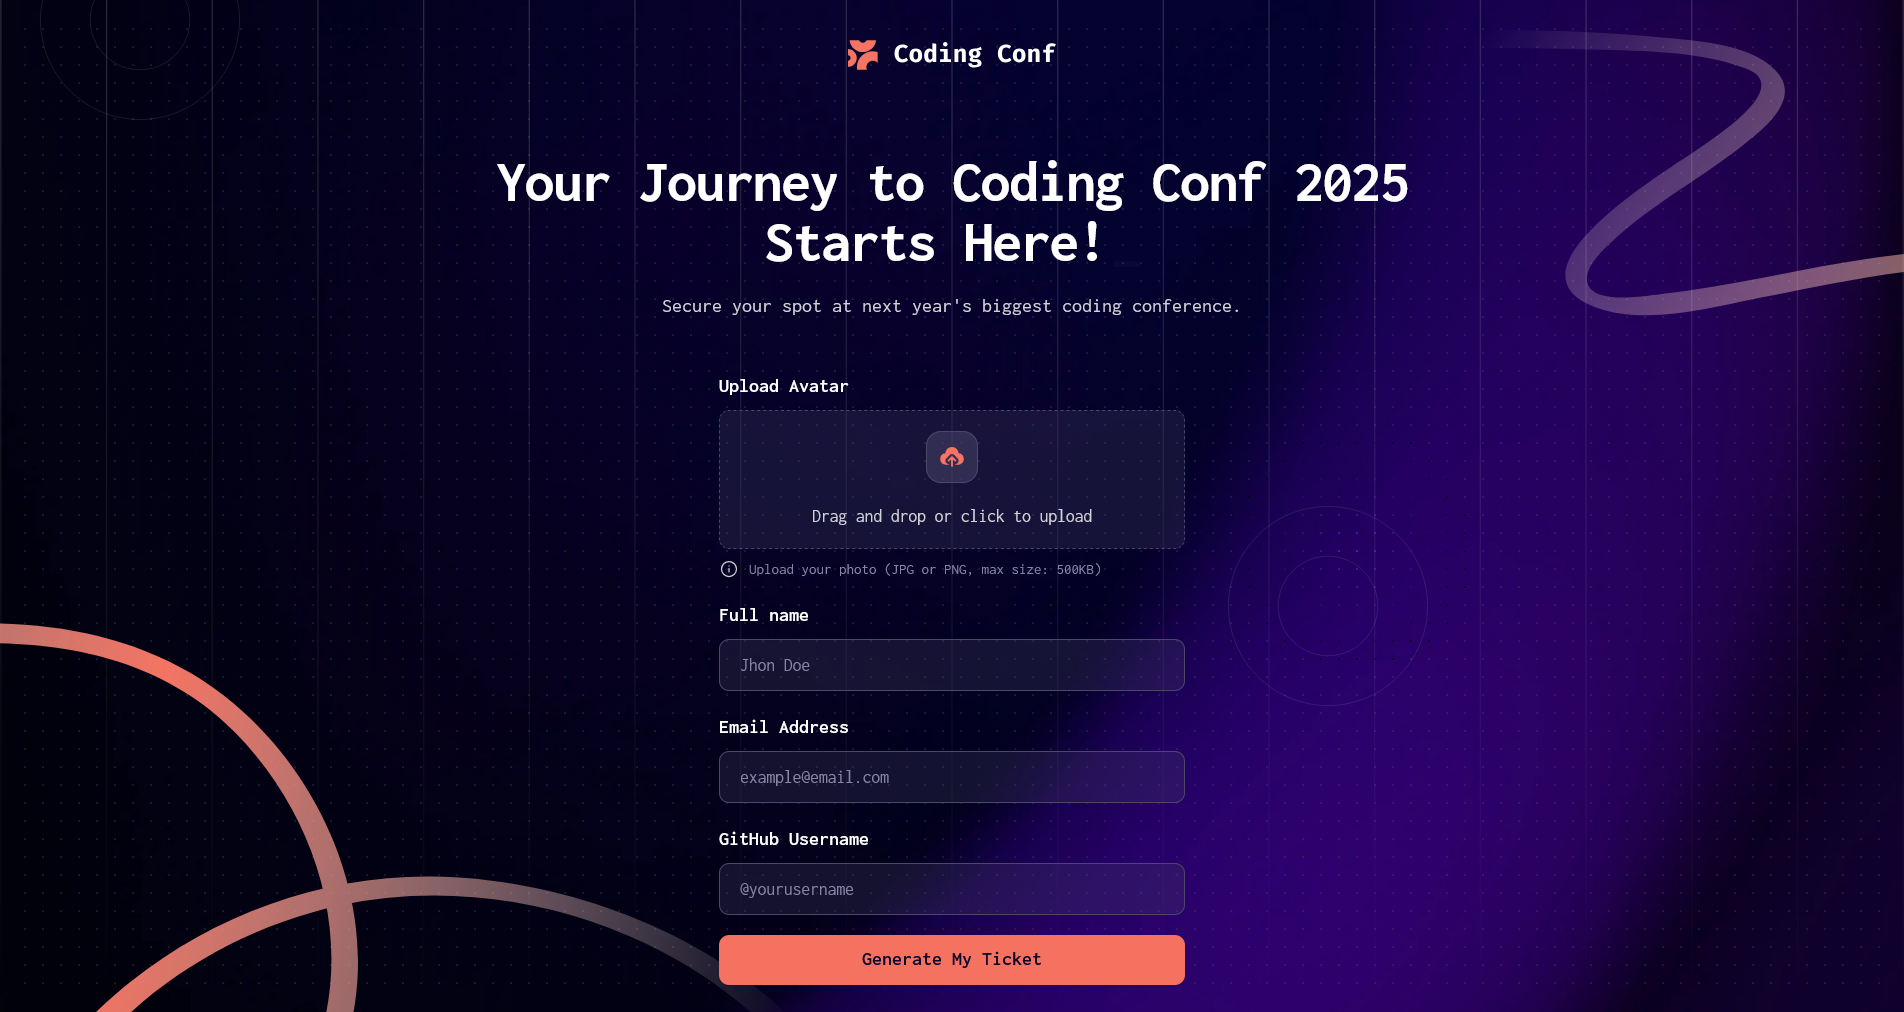 Coding Conf
Your Journey to Coding Conf 2025
Starts Here!_
Secure your spot at next year's biggest coding conference.
Upload Avatar
Drag and drop or click to upload
Upload your photo (JPG or PNG, max size: 500KB)
Full name
Jhon Doe
Email Address
example@email.com
GitHub Username
@yourusername
Generate My Ticket